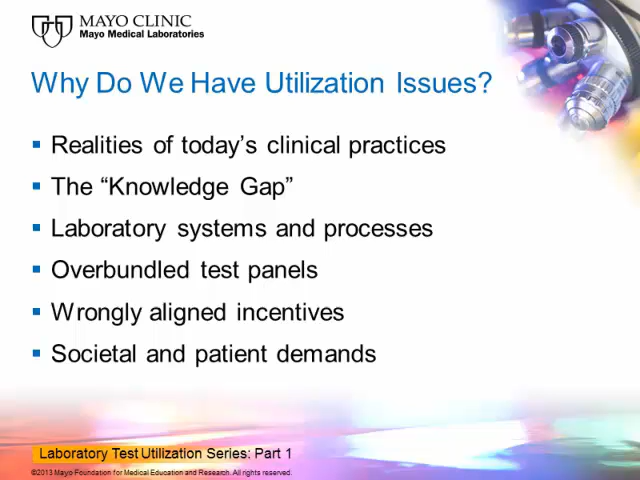 MAYO CLINIC
Mayo Medical Laboratories
Why Do We Have Utilization Issues?
Realities of today’s clinical practices
The “Knowledge Gap”
Laboratory systems and processes
Overbundled test panels
Wrongly aligned incentives
Societal and patient demands
Laboratory Test Utilization Series: Part 1
©2013 Mayo Foundation for Medical Education and Research. All rights reserved.